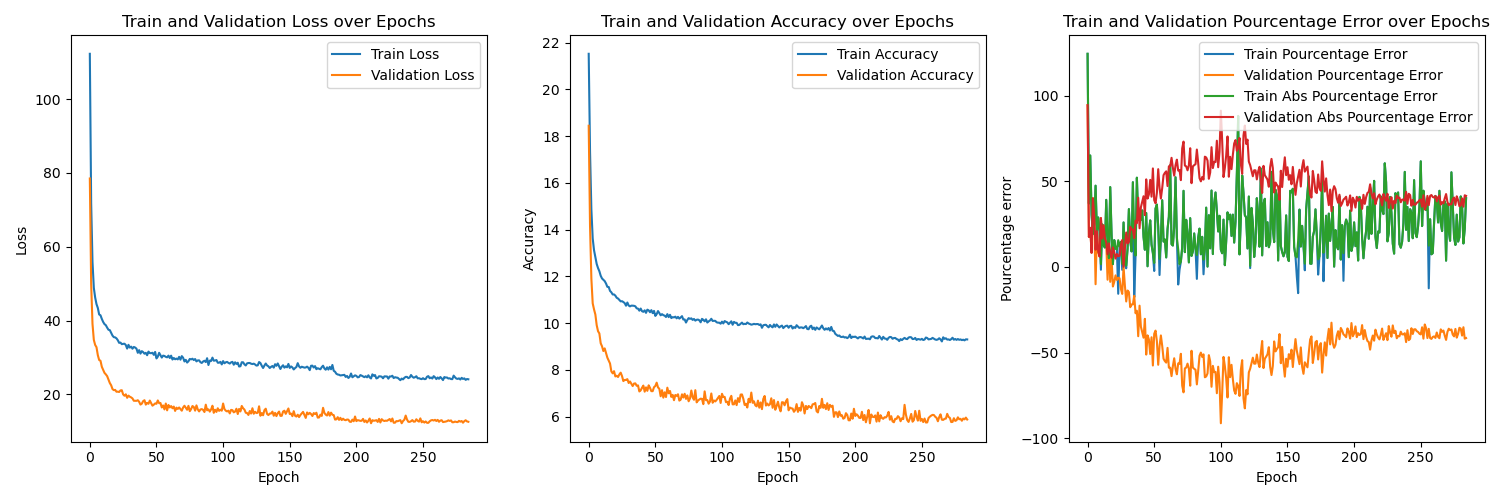 Train and Validation Loss over Epochs
Train Loss
Validation Loss
100
80
60
40
20
Loss
0 50 100 150 200 250
Epoch
Train and Validation Accuracy over Epochs
Train Accuracy
Validation Accuracy
22
20
18
16
14
12
10
8
6
Accuracy
0 50 100 150 200 250
Epoch
Train and Validation Pourcentage Error over Epochs
Train Pourcentage Error
Validation Pourcentage Error
Train Abs Pourcentage Error
Validation Abs Pourcentage Error
100
50
0
−50
−100
Pourcentage error
0 50 100 150 200 250
Epoch